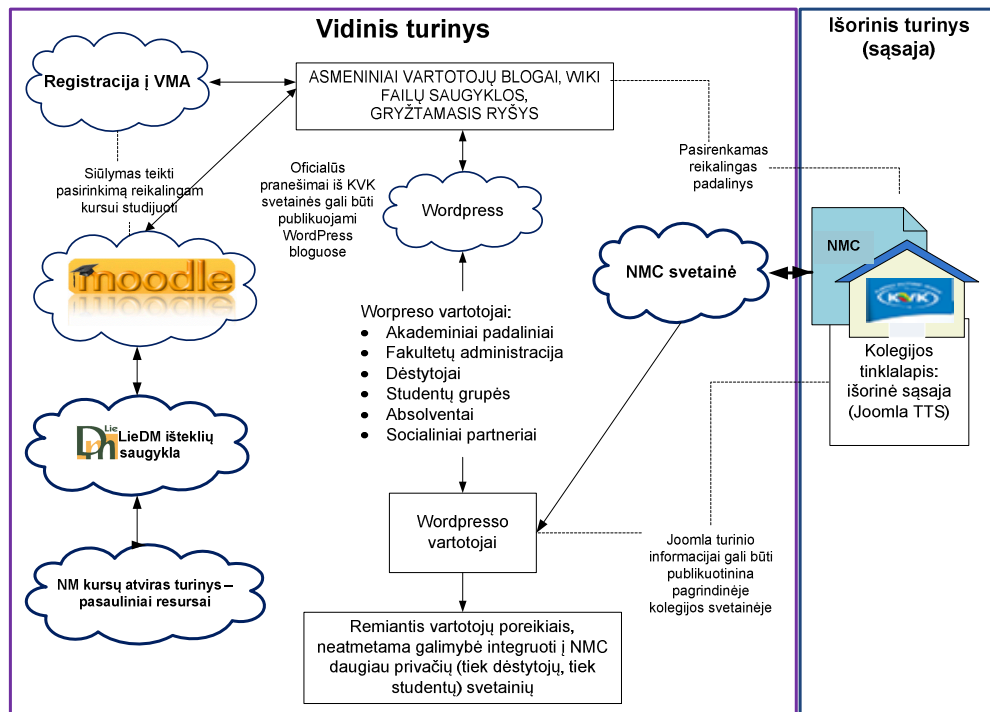 Vidinis turinys
Išorinis turinys
(sąsaja)
Registracija į VMA
ASMENINIAI VARTOTOJŲ BLOGAI, WIKI
FAILŲ SAUGYKLOS,
GRYŽTAMASIS RYŠYS
Siūlymas teikti
pasirinkimą reikalingam
kursui studijuoti
Oficialūs
pranešimai iš KVK
svetainės gali būti
publikuojami
WordPress
bloguose
Wordpress
Pasirenkamas
reikalingas
padalinys
moodle
NMC svetainė
NMC
KVK
Kolegijos
tinklalapis:
išorinė sąsaja
(Joomla TTS)
Worpreso vartotojai:
● Akademiniai padaliniai
● Fakultetų administracija
● Dėstytojai
● Studentų grupės
● Absolventai
● Socialiniai partneriai
Lie
Dm
LieDM išteklių
saugykla
Wordpresso
vartotojai
Joomla turinio
informacijai gali būti
publikuotinina
pagrindinėje
kolegijos svetainėje
NM kursų atviras turinys –
pasauliniai resursai
Remiantis vartotojų poreikiais,
neatmetama galimybė integruoti į NMC
daugiau privačių (tiek dėstytojų, tiek
studentų) svetainių